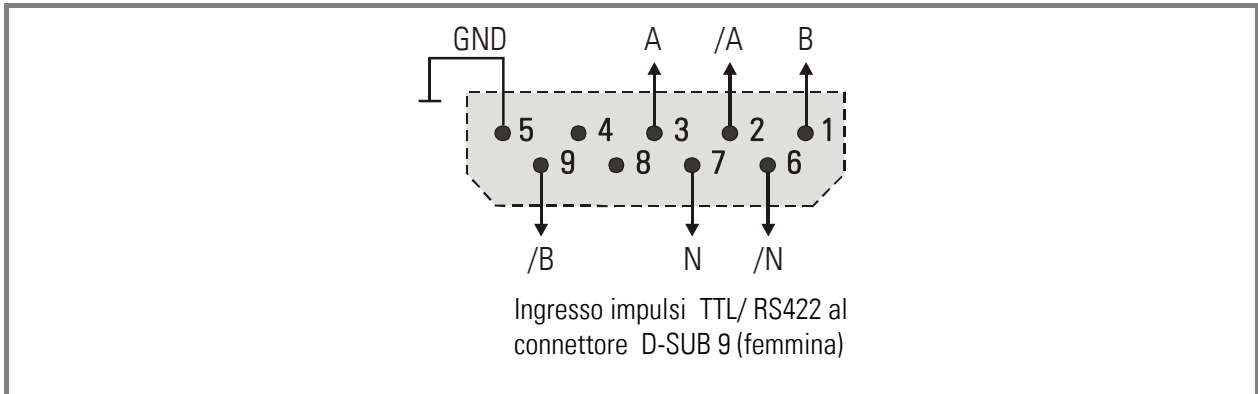 GND A /A B
5 4 3 2 1
9 8 7 6
/B N /N
Ingresso impulsi TTL/ RS422 al
connettore D-SUB 9 (femmina)